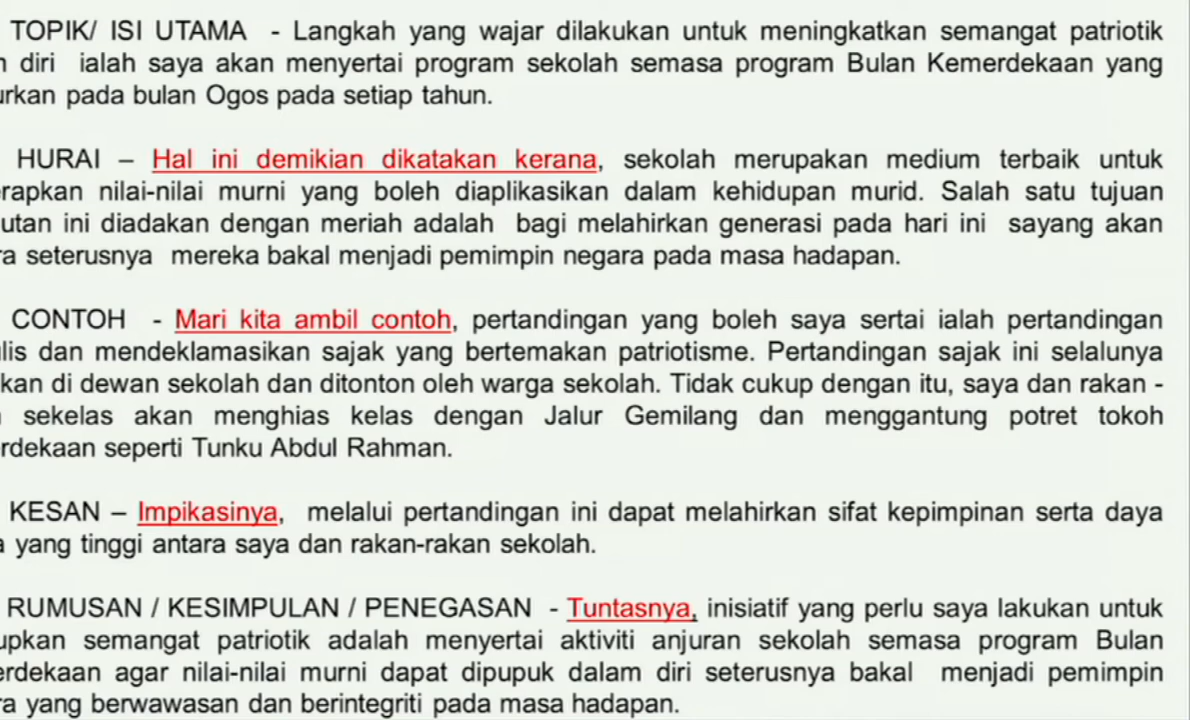 TOPIK/ ISI UTAMA - Langkah yang wajar dilakukan untuk meningkatkan semangat patriotik
diri ialah saya akan menyertai program sekolah semasa program Bulan Kemerdekaan yang
pada bulan Ogos pada setiap tahun.
HURAI – Hal ini demikian dikatakan kerana, sekolah merupakan medium terbaik untuk
nilai-nilai murni yang boleh diaplikasikan dalam kehidupan murid. Salah satu tujuan
ini diadakan dengan meriah adalah bagi melahirkan generasi pada hari ini sayang akan
seterusnya mereka bakal menjadi pemimpin negara pada masa hadapan.
CONTOH - Mari kita ambil contoh, pertandingan yang boleh saya sertai ialah pertandingan
dan mendeklamasikan sajak yang bertemakan patriotisme. Pertandingan sajak ini selalunya
di dewan sekolah dan ditonton oleh warga sekolah. Tidak cukup dengan itu, saya dan rakan -
sekelas akan menghias kelas dengan Jalur Gemilang dan menggantung potret tokoh
seperti Tunku Abdul Rahman.
KESAN – Impikasinya, melalui pertandingan ini dapat melahirkan sifat kepimpinan serta daya
yang tinggi antara saya dan rakan-rakan sekolah.
RUMUSAN / KESIMPULAN / PENEGASAN - Tuntasnya, inisiatif yang perlu saya lakukan untuk
semangat patriotik adalah menyertai aktiviti anjuran sekolah semasa program Bulan
agar nilai-nilai murni dapat dipupuk dalam diri seterusnya bakal menjadi pemimpin
yang berwawasan dan berintegriti pada masa hadapan.